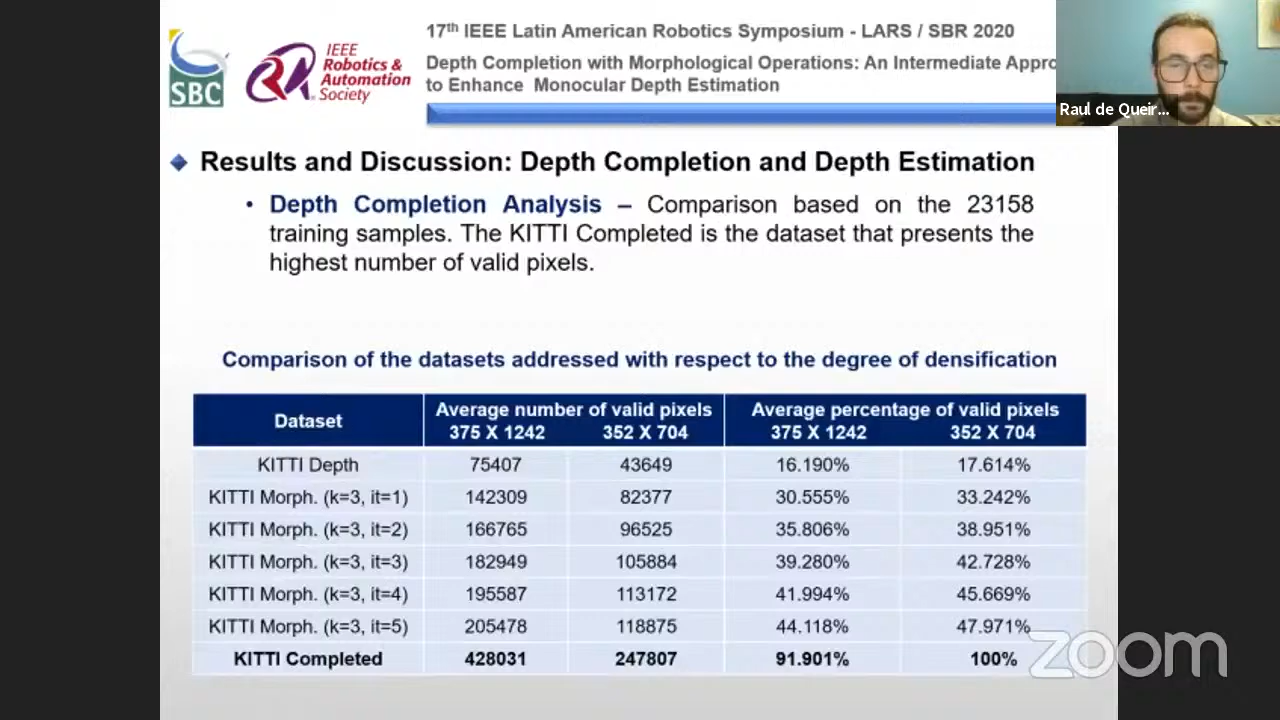 17th IEEE Latin American Robotics Symposium - LARS / SBR 2020
Depth Completion with Morphological Operations: An Intermediate Appro
to Enhance Monocular Depth Estimation
SBC
RA
IEEE
Robotics &
Automation
Society
Raul de Queir...
Results and Discussion: Depth Completion and Depth Estimation
• Depth Completion Analysis – Comparison based on the 23158
training samples. The KITTI Completed is the dataset that presents the
highest number of valid pixels.
Comparison of the datasets addressed with respect to the degree of densification
Dataset Average number of valid pixels Average percentage of valid pixels
375 X 1242 352 X 704 375 X 1242 352 X 704
KITTI Depth 75407 43649 16.190% 17.614%
KITTI Morph. (k=3, it=1) 142309 82377 30.555% 33.242%
KITTI Morph. (k=3, it=2) 166765 96525 35.806% 38.951%
KITTI Morph. (k=3, it=3) 182949 105884 39.280% 42.728%
KITTI Morph. (k=3, it=4) 195587 113172 41.994% 45.669%
KITTI Morph. (k=3, it=5) 205478 118875 44.118% 47.971%
KITTI Completed 428031 247807 91.901% 100%
zoom